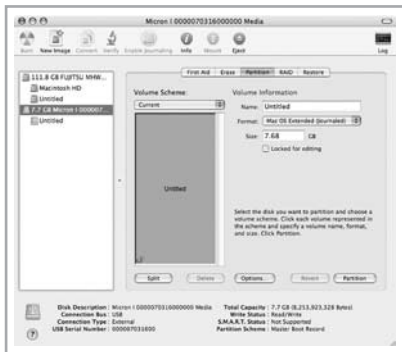 Micron I 0000070316000000 Media
Burn New Image Convert Verify Enable Journaling Info Mount Eject Log
111.8 GB FUJITSU MHW...
Macintosh HD
Untitled
7.7 GB Micron I 000007...
Untitled
First Aid Erase Partition RAID Restore
Volume Scheme:
Current
Untitled
Volume Information
Name: Untitled
Format: Mac OS Extended (Journaled)
Size: 7.68 GB
Locked for editing
Select the disk you want to partition and choose a
volume scheme. Click each volume represented in
the scheme and specify a volume name, format,
and size. Click Partition.
Split Delete Options... Revert Partition
Disk Description : Micron I 0000070316000000 Media
Connection Bus : USB
Connection Type : External
USB Serial Number : 000007031600
Total Capacity : 7.7 GB (8,253,923,328 Bytes)
Write Status : Read/Write
S.M.A.R.T. Status : Not Supported
Partition Scheme : Master Boot Record
?